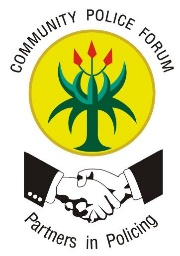 COMMUNITY POLICE FORUM
Partners in Policing